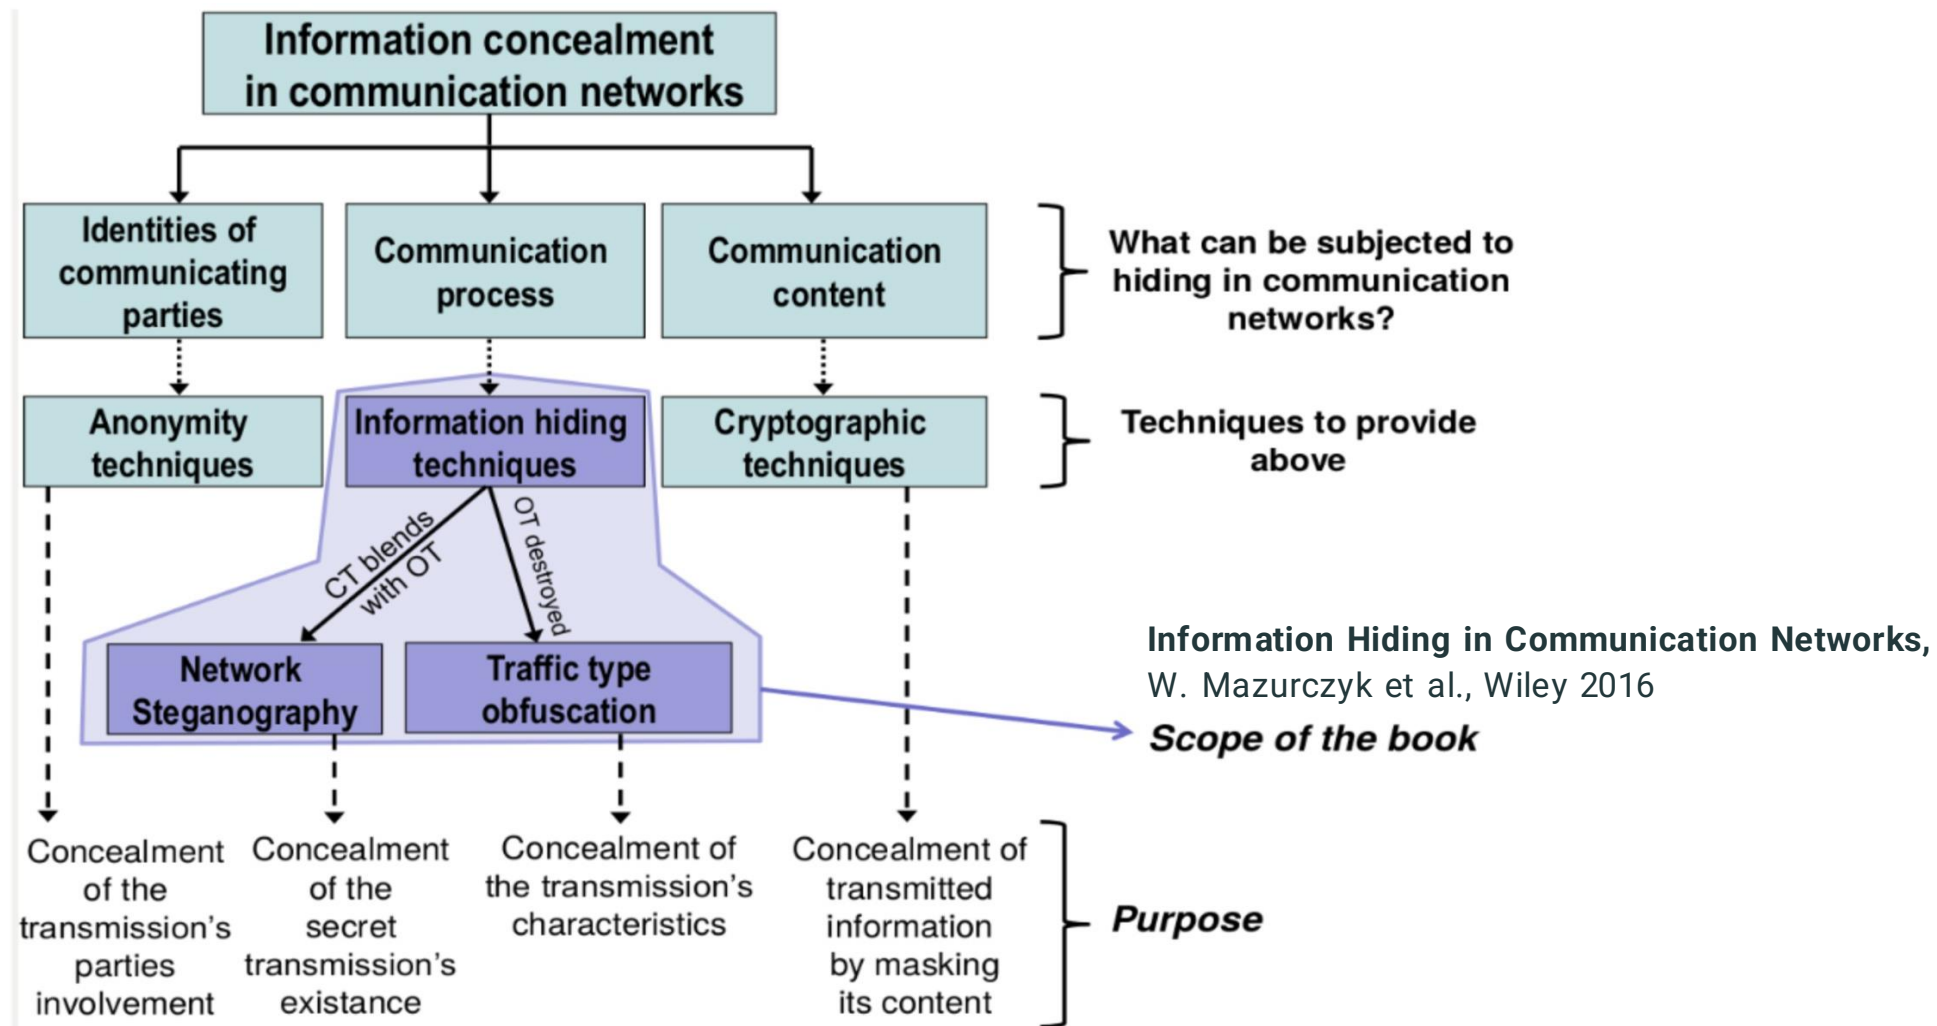 Information concealment
in communication networks
Identities of
communicating
parties
Communication
process
Communication
content
What can be subjected to
hiding in communication
networks?
Anonymity
techniques
Information hiding
techniques
Cryptographic
techniques
Techniques to provide
above
CT blends
with OT
OT destroyed
Network
Steganography
Traffic type
obfuscation
Information Hiding in Communication Networks,
W. Mazurczyk et al., Wiley 2016
Scope of the book
Concealment
of the
transmission's
parties
involvement
Concealment
of the
secret
transmission's
existance
Concealment of
the transmission's
characteristics
Concealment of
transmitted
information
by masking
its content
Purpose